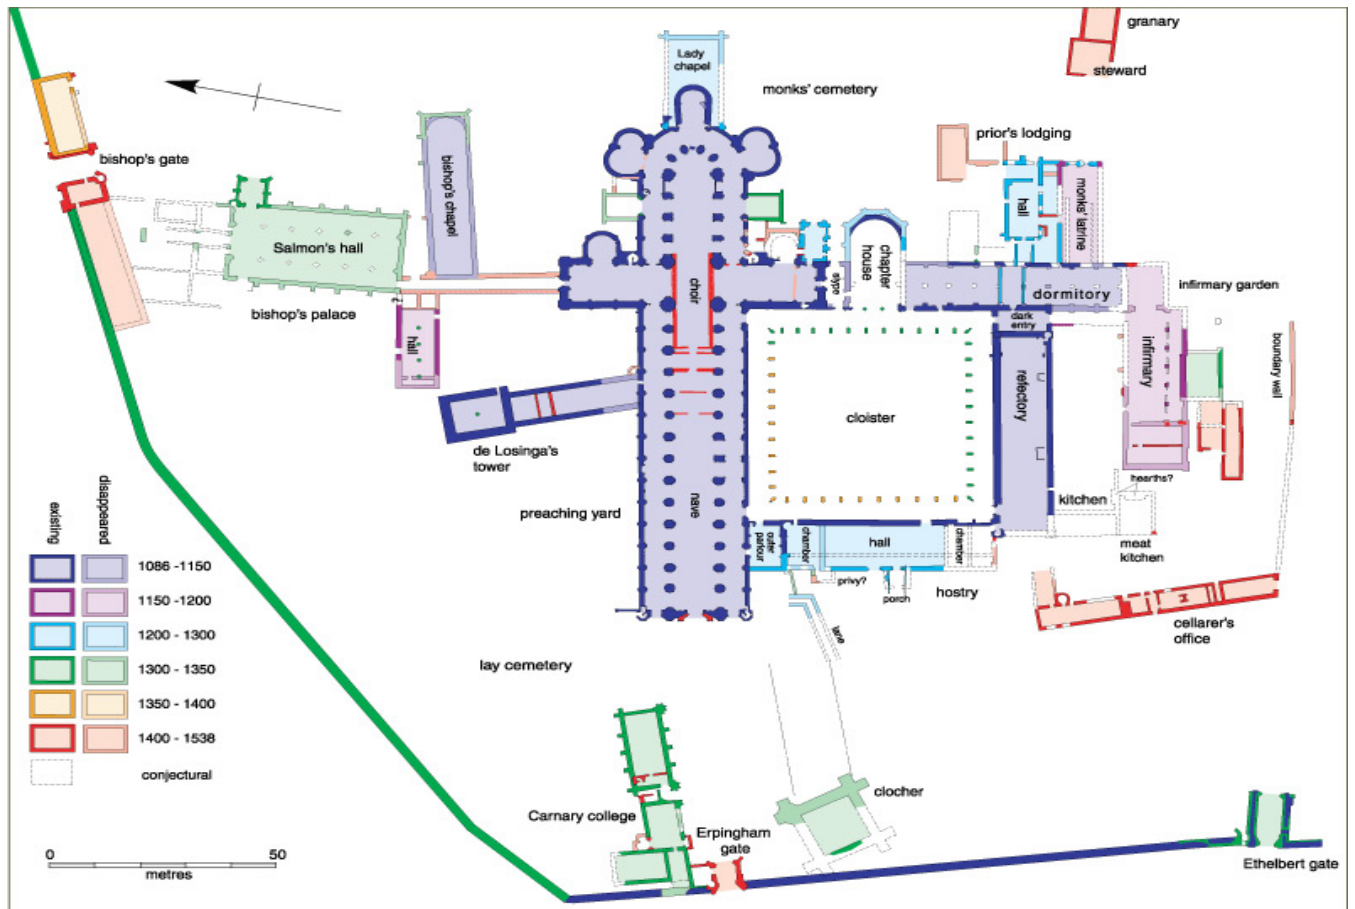 granary
steward
Lady
chapel
monks' cemetery
prior's lodging
bishop's gate
bishop's chapel
hall
monks' latrine
Salmon's hall
chapter
house
slype
choir
dormitory
infirmary garden
bishop's palace
dark
entry
hall
infirmary
boundary wall
refectory
cloister
de Losinga's
tower
hearths?
kitchen
nave
preaching yard
outer
parlour
chamber
hall
chamber
meat
kitchen
privy?
porch
hostry
cellarer's
office
lane
lay cemetery
existing
disappeared
1086 -1150
1150 -1200
1200 - 1300
1300 - 1350
1350 - 1400
1400 - 1538
conjectural
clocher
Carnary college
Erpingham
gate
Ethelbert gate
0
50
metres